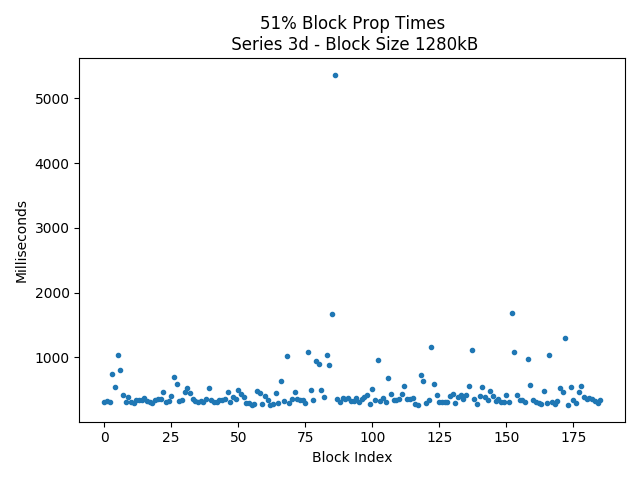 51% Block Prop Times
Series 3d - Block Size 1280kB
Milliseconds
5000
4000
3000
2000
1000
0 25 50 75 100 125 150 175
Block Index